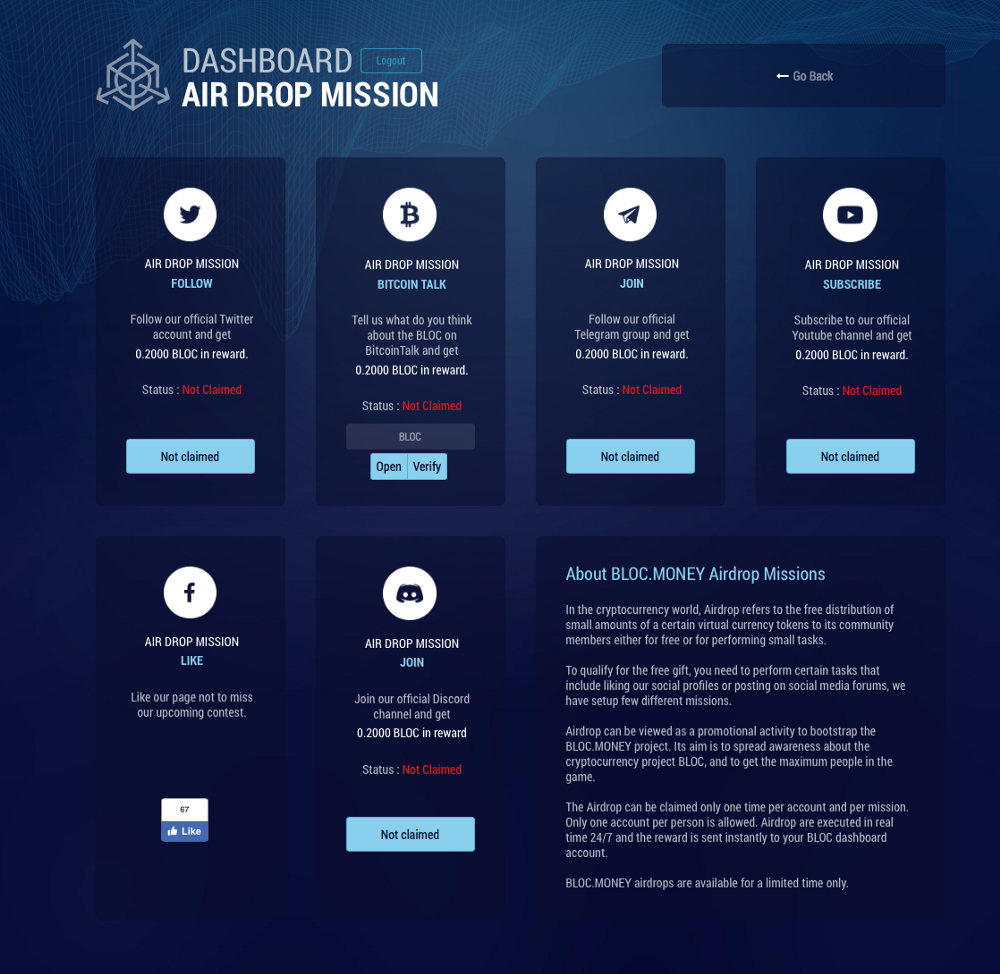 DASHBOARD
Logout
AIR DROP MISSION
Go Back
AIR DROP MISSION
FOLLOW
Follow our official Twitter
account and get
0.2000 BLOC in reward.
Status : Not Claimed
Not claimed
AIR DROP MISSION
BITCOIN TALK
Tell us what do you think
about the BLOC on
BitcoinTalk and get
0.2000 BLOC in reward.
Status : Not Claimed
BLOC
Open
Verify
AIR DROP MISSION
JOIN
Follow our official
Telegram group and get
0.2000 BLOC in reward.
Status : Not Claimed
Not claimed
AIR DROP MISSION
SUBSCRIBE
Subscribe to our official
Youtube channel and get
0.2000 BLOC in reward.
Status : Not Claimed
Not claimed
AIR DROP MISSION
LIKE
Like our page not to miss
our upcoming contest.
67
Like
AIR DROP MISSION
JOIN
Join our official Discord
channel and get
0.2000 BLOC in reward
Status : Not Claimed
Not claimed
About BLOC.MONEY Airdrop Missions
In the cryptocurrency world, Airdrop refers to the free distribution of
small amounts of a certain virtual currency tokens to its community
members either for free or for performing small tasks.
To qualify for the free gift, you need to perform certain tasks that
include liking our social profiles or posting on social media forums, we
have setup few different missions.
Airdrop can be viewed as a promotional activity to bootstrap the
BLOC.MONEY project. Its aim is to spread awareness about the
cryptocurrency project BLOC, and to get the maximum people in the
game.
The Airdrop can be claimed only one time per account and per mission.
Only one account per person is allowed. Airdrop are executed in real
time 24/7 and the reward is sent instantly to your BLOC dashboard
account.
BLOC.MONEY airdrops are available for a limited time only.